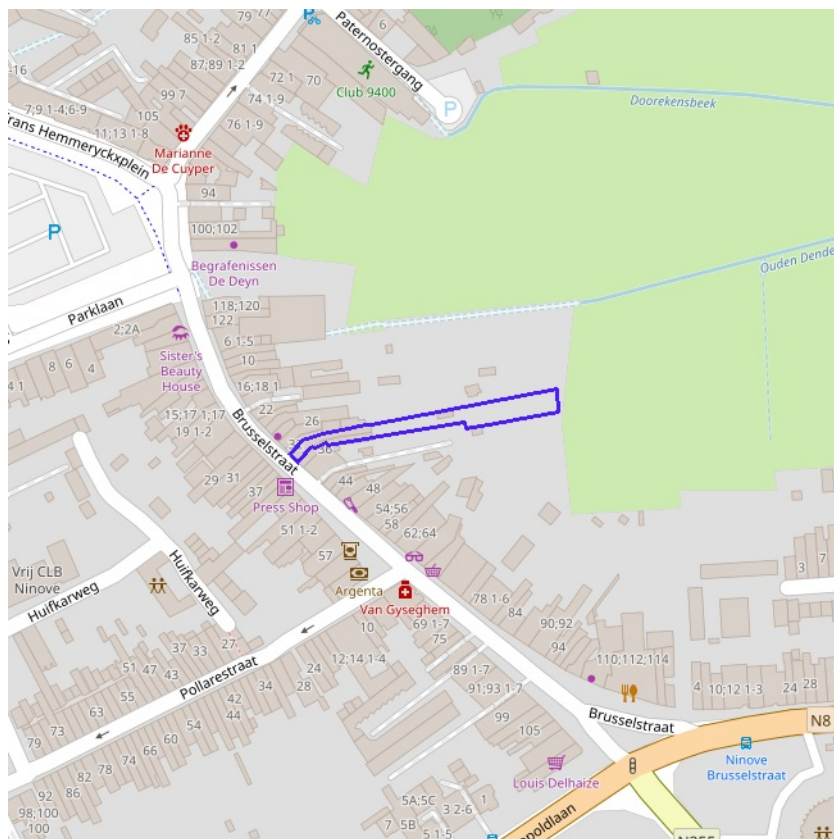 79
77
6
Paternostergang
85 1-2
81 1
87;89 1-2
72 1
70
Club 9400
P
Doorekensbeek
-16
99 7
74 1-9
7;9 1-4;6-9
105
11;13 1-8
76 1-9
rans Hemmeryckxplein
Marianne
De Cuyper
94
P
100;102
Begrafenissen
De Deyn
Ouden Dende
Parklaan
118;120
122
2;2A
6 1-5
Sister's
Beauty
House
10
8
6
4
4 1
16;18 1
15;17 1;17
22
26
19 1-2
Brusselstraat
36
29
31
44
37
48
Press Shop
54;56
58
51 1-2
62;64
57
3
7
Vrij CLB
Ninove
Huifkarweg
Huifkarweg
Argenta
Van Gyseghem
78 1-6
84
10
69 1-7
75
90;92
94
27
37
33
12;14 1-4
110;112;114
Pollarestraat
24
89 1-7
51
47
43
28
91;93 1-7
4
10;12 1-3
24
28
55
34
63
42
44
99
Brusselstraat
N8
79
73
54
60
105
66
74
78
82
Ninove
Brusselstraat
Louis Delhaize
92
86
98;100
100
5A;5C
3 2-6
1
7
5B
5 1-5
opoldlaan
N255